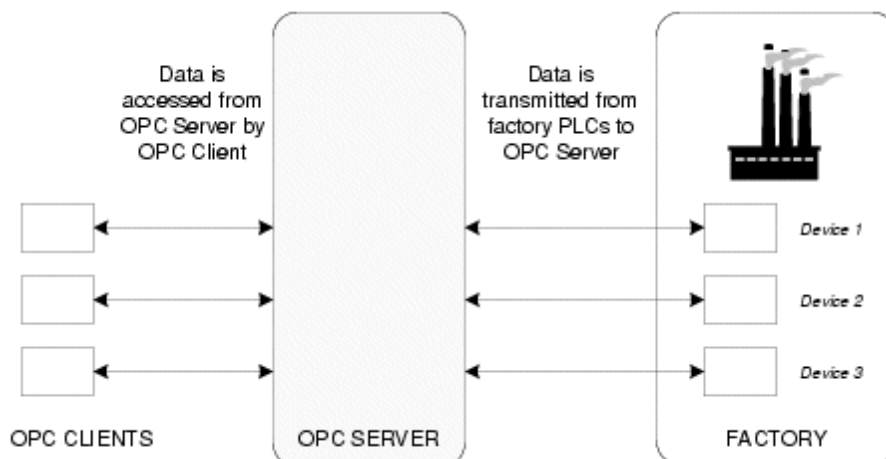 Data is
accessed from
OPC Server by
OPC Client
Data is
transmitted from
factory PLCs to
OPC Server
Device 1
Device 2
Device 3
OPC CLIENTS
OPC SERVER
FACTORY